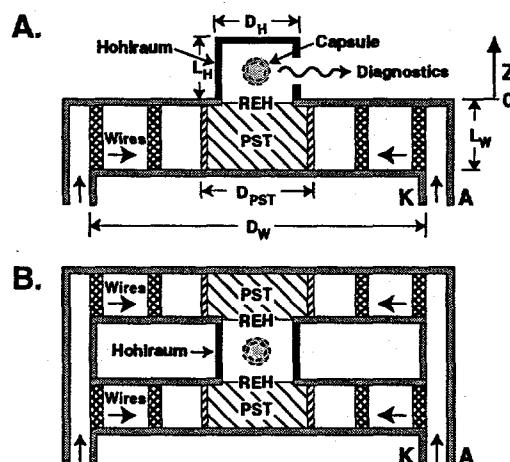 A.
D_H
Hohlraum
Capsule
L_H
Diagnostics
Z
0
REH
Wires
PST
L_W
D_PST
K A
D_W
B.
PST
Wires
REH
Hohlraum
REH
Wires
PST
K A